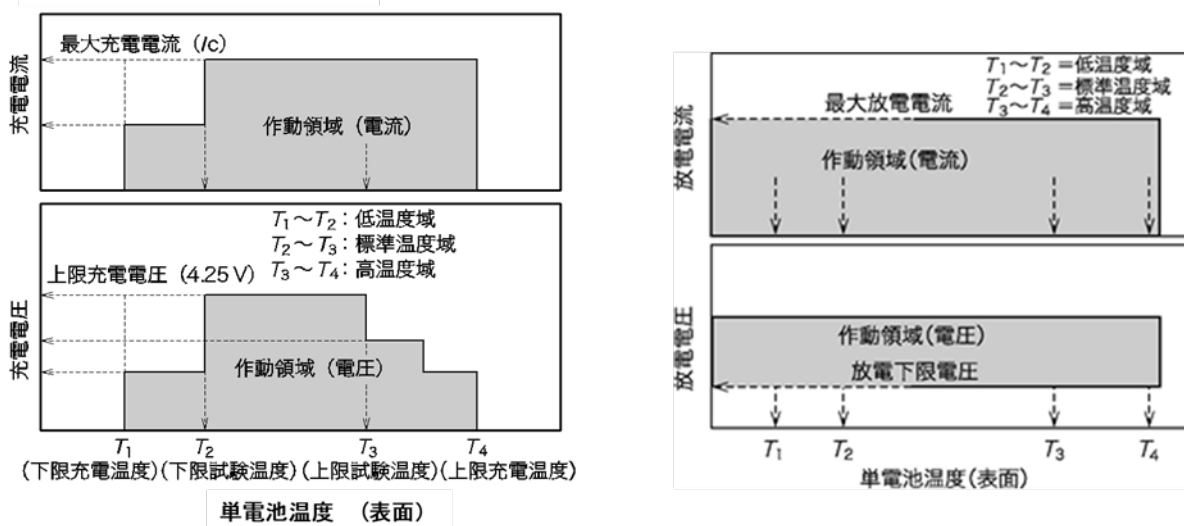 最大充電電流（Ic）
充電電流
作動領域（電流）
T1～T2：低温度域
T2～T3：標準温度域
T3～T4：高温度域
上限充電電圧（4.25 V）
充電電圧
作動領域（電圧）
T1 T2 T3 T4
(下限充電温度)(下限試験温度)(上限試験温度)(上限充電温度)
単電池温度 （表面）
T1～T2＝低温度域
T2～T3＝標準温度域
T3～T4＝高温度域
最大放電電流
放電電流
作動領域(電流)
放電電圧
作動領域(電圧)
放電下限電圧
T1 T2 T3 T4
単電池温度(表面)